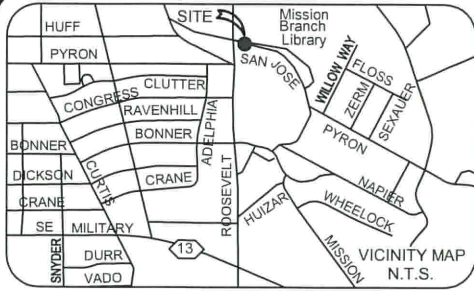 HUFF
SITE
Mission
Branch
Library
PYRON
SAN JOSE
WILLOW WAY
FLOSS
CLUTTER
CONGRESS
ZERM
SEXAUER
RAVENHILL
ADELPHIA
BONNER
PYRON
BONNER
CURTIS
DICKSON
CRANE
ROOSEVELT
NAPIER
CRANE
HUIZAR
WHEELOCK
SE MILITARY
13
MISSION
SNYDER
DURR
VADO
VICINITY MAP
N.T.S.